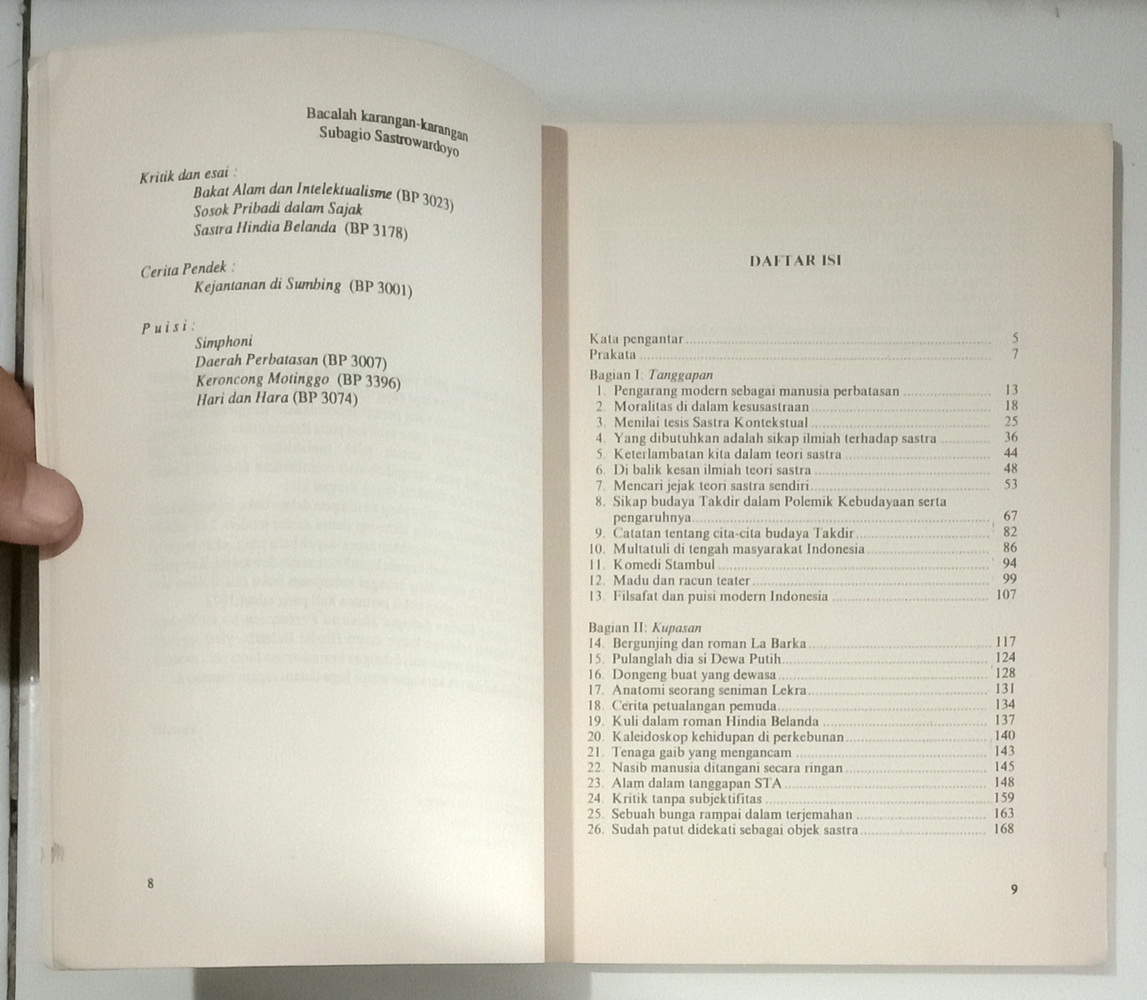 Bacalah karangan-karangan
Subagio Sastrowardoyo
Kritik dan esai :
Bakat Alam dan Intelektualisme (BP 3023)
Sosok Pribadi dalam Sajak
Sastra Hindia Belanda (BP 3178)
Cerita Pendek :
Kejantanan di Sumbing (BP 3001)
Puisi :
Simphoni
Daerah Perbatasan (BP 3007)
Keroncong Motinggo (BP 3396)
Hari dan Hara (BP 3074)
8
DAFTAR ISI
Kata pengantar 5
Prakata 7
Bagian I: Tanggapan
1. Pengarang modern sebagai manusia perbatasan 13
2. Moralitas di dalam kesusastraan 18
3. Menilai tesis Sastra Kontekstual 25
4. Yang dibutuhkan adalah sikap ilmiah terhadap sastra 36
5. Keterlambatan kita dalam teori sastra 44
6. Di balik kesan ilmiah teori sastra 48
7. Mencari jejak teori sastra sendiri 53
8. Sikap budaya Takdir dalam Polemik Kebudayaan serta
pengaruhnya 67
9. Catatan tentang cita-cita budaya Takdir 82
10. Multatuli di tengah masyarakat Indonesia 86
11. Komedi Stambul 94
12. Madu dan racun teater 99
13. Filsafat dan puisi modern Indonesia 107
Bagian II: Kupasan
14. Bergunjing dan roman La Barka 117
15. Pulanglah dia si Dewa Putih 124
16. Dongeng buat yang dewasa 128
17. Anatomi seorang seniman Lekra 131
18. Cerita petualangan pemuda 134
19. Kuli dalam roman Hindia Belanda 137
20. Kaleidoskop kehidupan di perkebunan 140
21. Tenaga gaib yang mengancam 143
22. Nasib manusia ditangani secara ringan 145
23. Alam dalam tanggapan STA 148
24. Kritik tanpa subjektifitas 159
25. Sebuah bunga rampai dalam terjemahan 163
26. Sudah patut didekati sebagai objek sastra 168
9